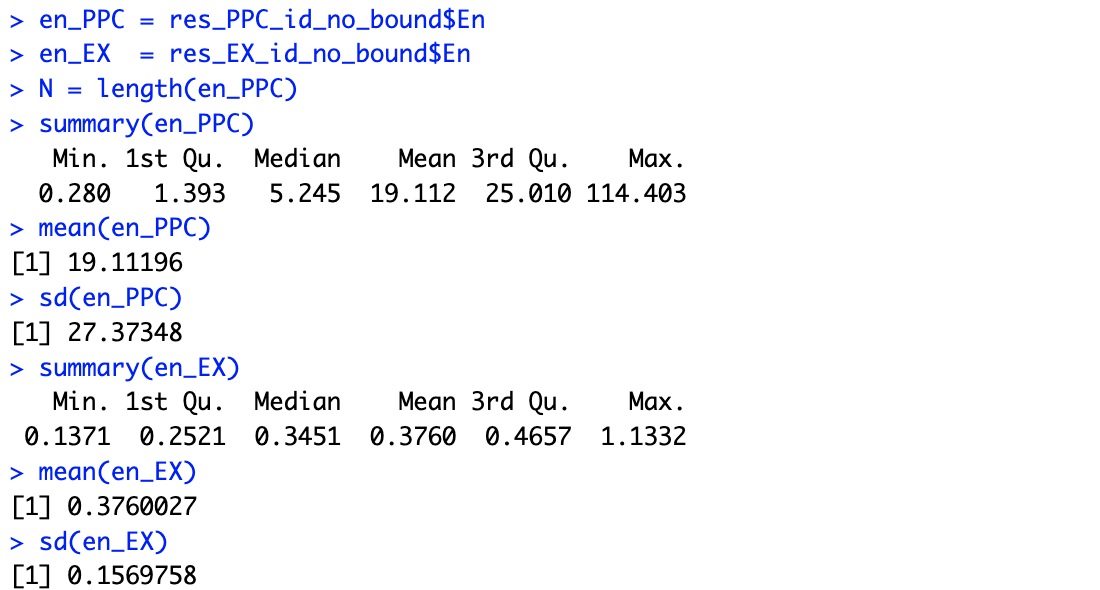 > en_PPC = res_PPC_id_no_bound$En
> en_EX  = res_EX_id_no_bound$En
> N = length(en_PPC)
> summary(en_PPC)
   Min. 1st Qu.  Median    Mean 3rd Qu.    Max.
  0.280   1.393   5.245  19.112  25.010 114.403
> mean(en_PPC)
[1] 19.11196
> sd(en_PPC)
[1] 27.37348
> summary(en_EX)
   Min. 1st Qu.  Median    Mean 3rd Qu.    Max.
 0.1371  0.2521  0.3451  0.3760  0.4657  1.1332
> mean(en_EX)
[1] 0.3760027
> sd(en_EX)
[1] 0.1569758